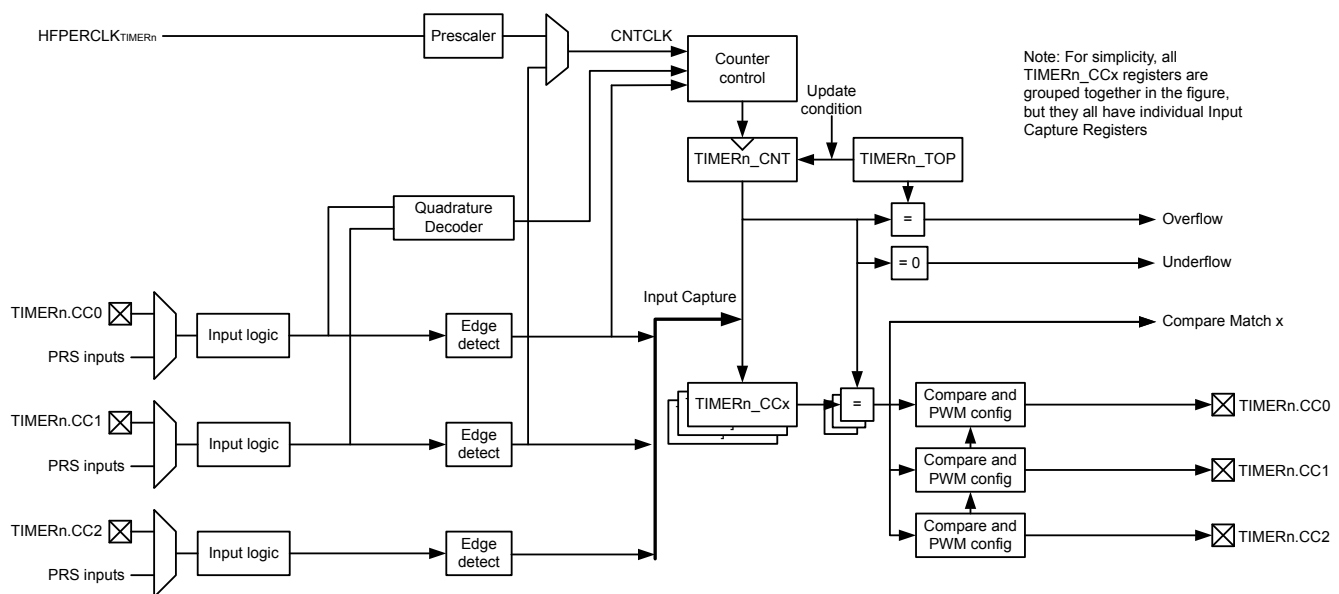 HFPERCLKTIMERn
Prescaler
CNTCLK
Counter
control
Note: For simplicity, all
TIMERn_CCx registers are
grouped together in the figure,
but they all have individual Input
Capture Registers
Update
condition
TIMERn_CNT
TIMERn_TOP
Quadrature
Decoder
=
Overflow
= 0
Underflow
Input Capture
TIMERn.CC0
Input logic
Edge
detect
PRS inputs
Compare Match x
TIMERn_CCx
=
Compare and
PWM config
TIMERn.CC0
TIMERn.CC1
Input logic
Edge
detect
PRS inputs
Compare and
PWM config
TIMERn.CC1
TIMERn.CC2
Input logic
Edge
detect
PRS inputs
Compare and
PWM config
TIMERn.CC2